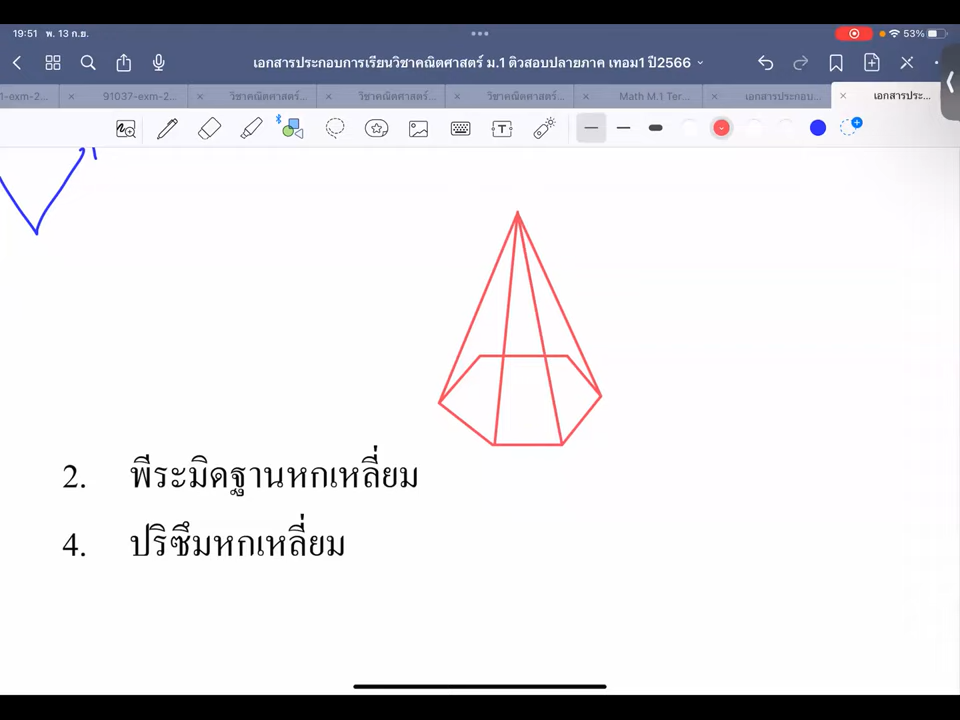 19:51 พ. 13 ก.ย. 53%
เอกสารประกอบการเรียนวิชาคณิตศาสตร์ ม.1 ติวสอบปลายภาค เทอม1 ปี2566
1-exm-2... 91037-exm-2... วิชาคณิตศาสตร์... วิชาคณิตศาสตร์... วิชาคณิตศาสตร์... Math M.1 Ter... เอกสารประกอบ... เอกสารประ...
2. พีระมิดฐานหกเหลี่ยม
4. ปริซึมหกเหลี่ยม